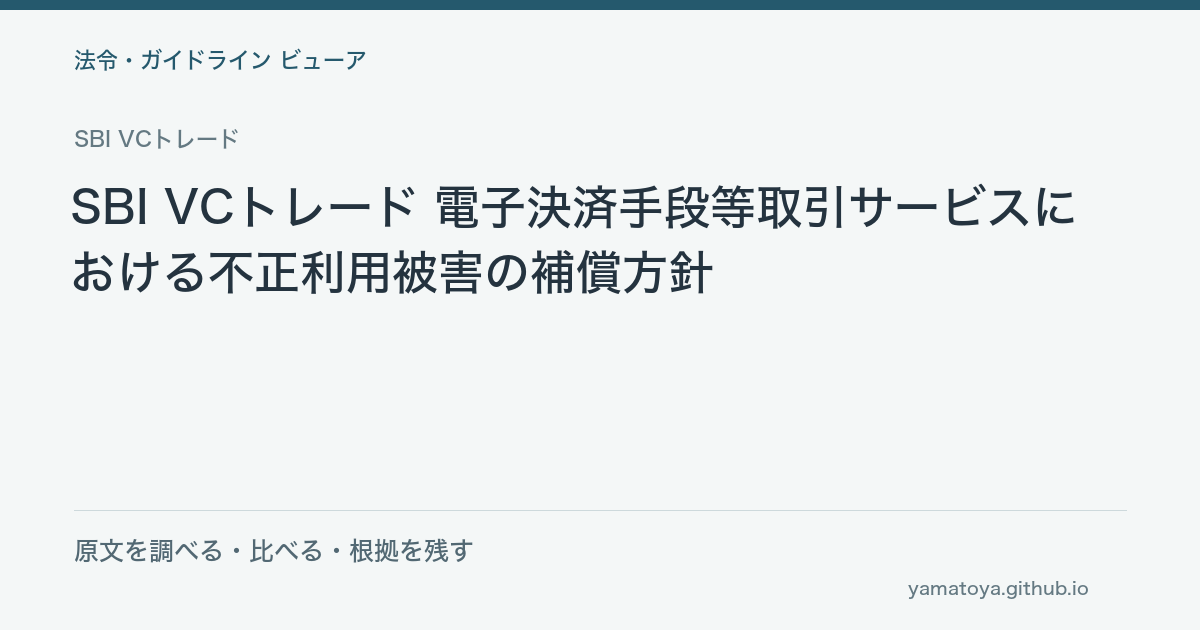 法令・ガイドライン ビューア
SBI VCトレード
SBI VCトレード 電子決済手段等取引サービスに
おける不正利用被害の補償方針
原文を調べる・比べる・根拠を残す
yamatoya.github.io